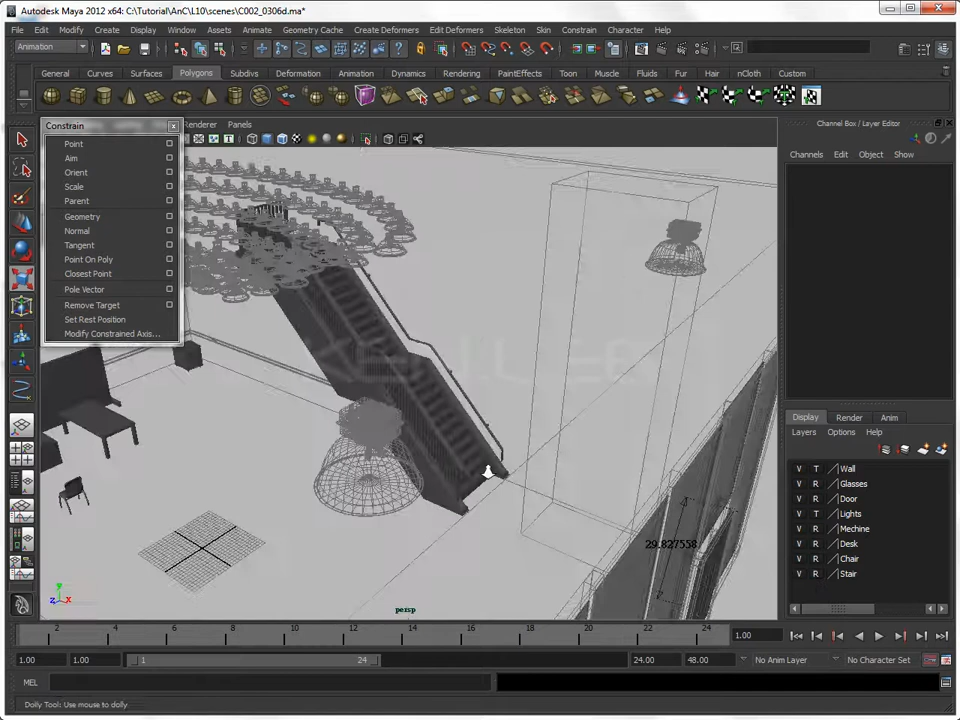 Autodesk Maya 2012 x64: C:\Tutorial\AnC\L10\scenes\C002_0306d.ma*
File Edit Modify Create Display Window Assets Animate Geometry Cache Create Deformers Edit Deformers Skeleton Skin Constrain Character Help
Animation
General Curves Surfaces Polygons Subdivs Deformation Animation Dynamics Rendering PaintEffects Toon Muscle Fluids Fur Hair nCloth Custom
Constrain
Renderer Panels
Channel Box / Layer Editor
Channels Edit Object Show
Point
Aim
Orient
Scale
Parent
Geometry
Normal
Tangent
Point On Poly
Closest Point
Pole Vector
Remove Target
Set Rest Position
Modify Constrained Axis...
Display Render Anim
Layers Options Help
V T Wall
V R Glasses
V R Door
V T Lights
V R Mechine
V R Desk
V R Chair
V R Stair
29.827558
y
z x
persp
2 4 6 8 10 12 14 16 18 20 22 24
1.00
1.00 1.00 1 24 24.00 48.00 No Anim Layer No Character Set
MEL
Dolly Tool: Use mouse to dolly